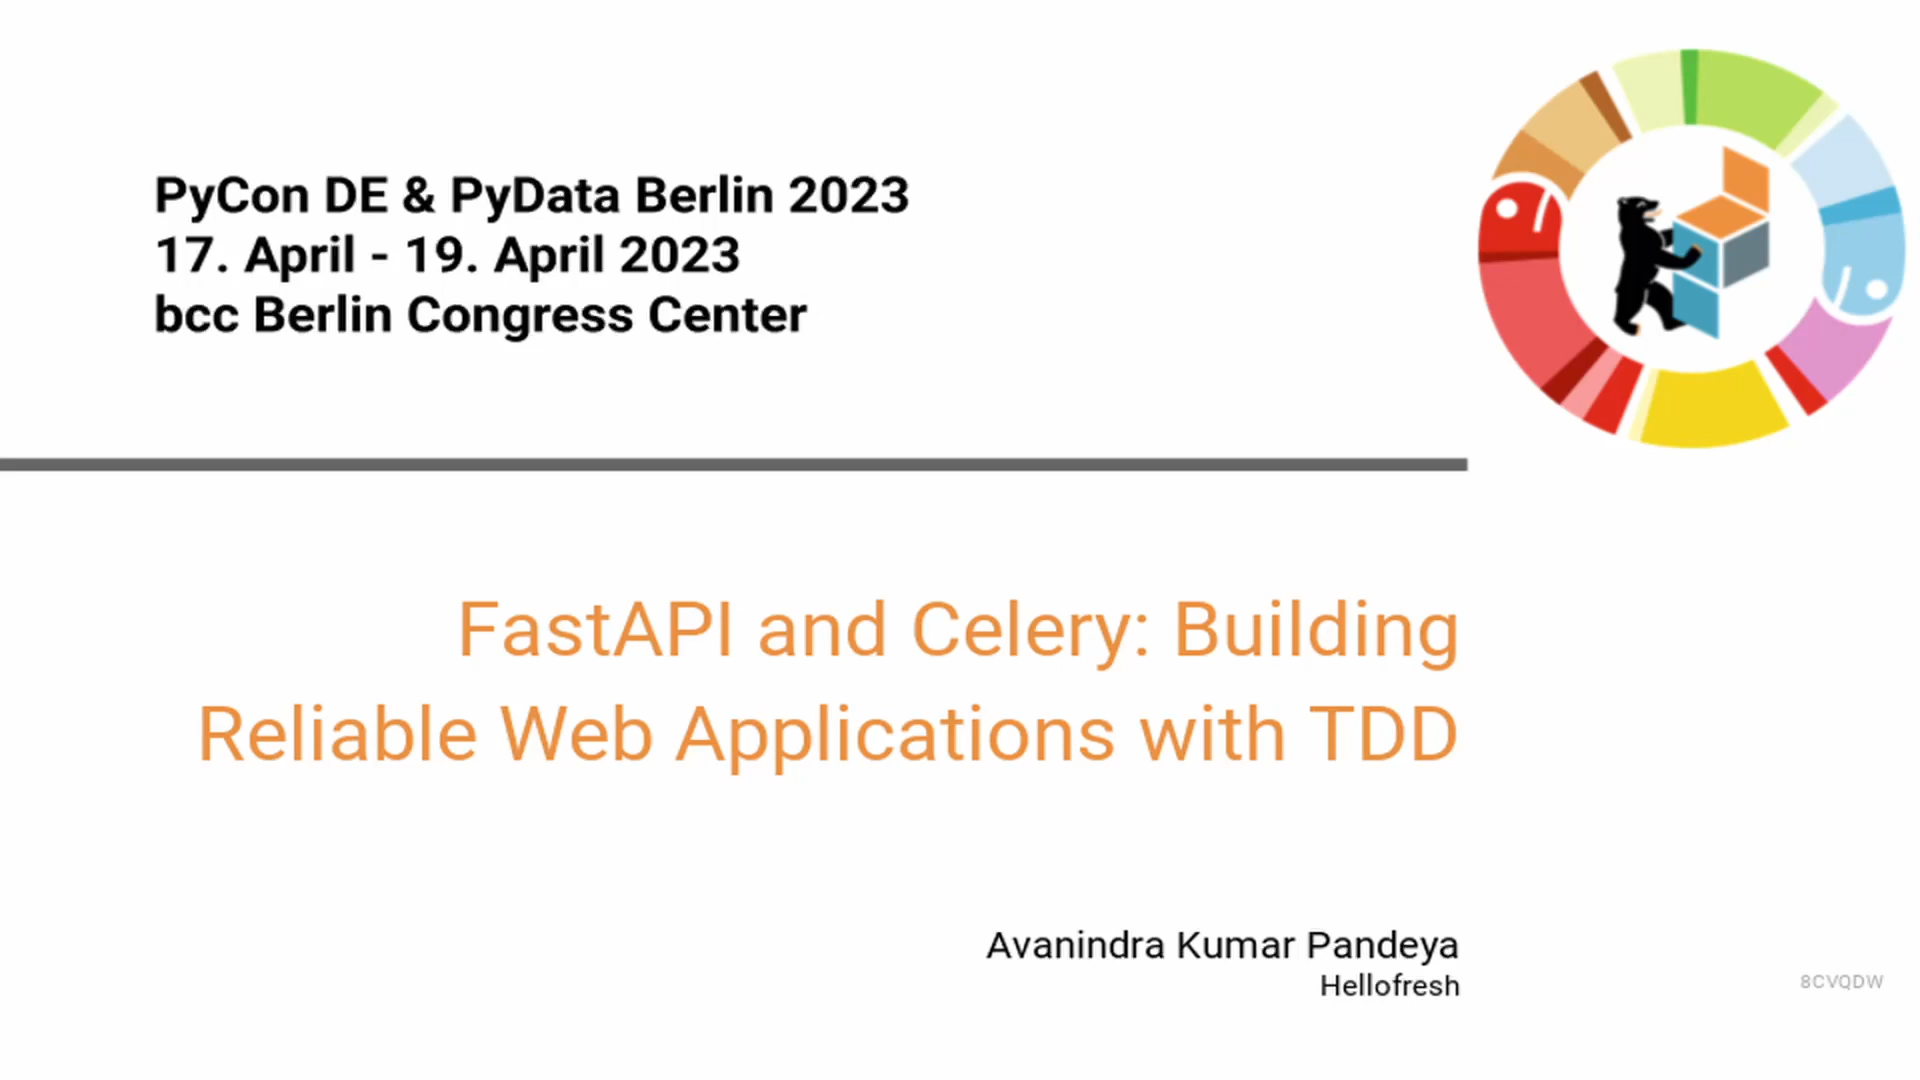 PyCon DE & PyData Berlin 2023
17. April - 19. April 2023
bcc Berlin Congress Center
FastAPI and Celery: Building
Reliable Web Applications with TDD
Avanindra Kumar Pandeya
Hellofresh
8CVQDW